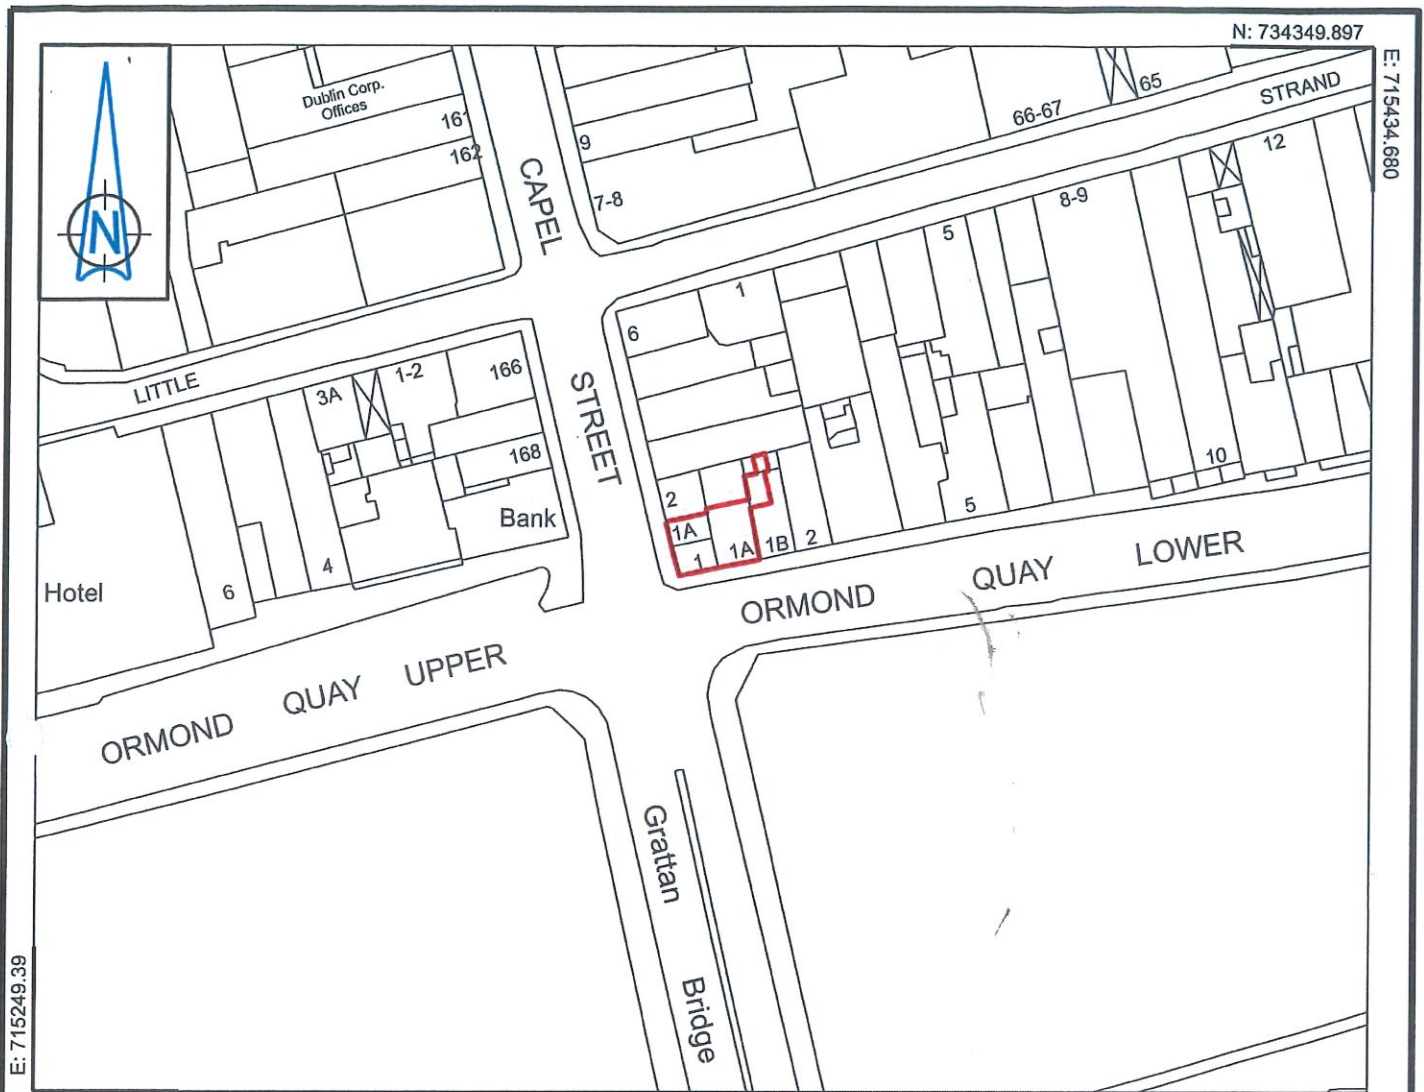 N: 734349.897
E: 715434.680
N
Dublin Corp.
Offices
161
162
CAPEL
9
7-8
66-67
65
STRAND
12
8-9
5
1
6
LITTLE
3A
1-2
166
STREET
168
Bank
2
1A
1
1A
1B
2
5
10
Hotel
6
4
ORMOND QUAY LOWER
ORMOND QUAY UPPER
Grattan Bridge
E: 715249.39